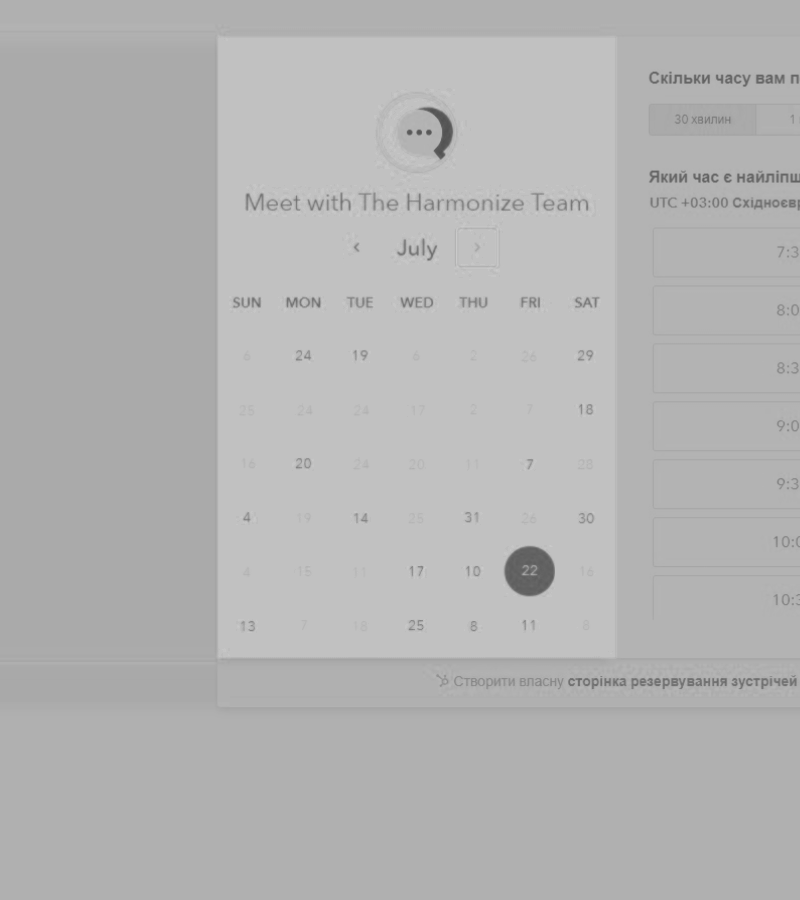 Meet with The Harmonize Team
July
SUN MON TUE WED THU FRI SAT
6 24 19 6 2 26 29
25 24 24 17 2 7 18
16 20 24 20 11 7 28
4 19 14 25 31 26 30
4 15 11 17 10 22 16
13 7 18 25 8 11 8
Скільки часу вам п
30 хвилин 1
Який час є найліпш
UTC +03:00 Східноєвр
7:3
8:0
8:3
9:0
9:3
10:0
10:3
Створити власну сторінка резервування зустрічей